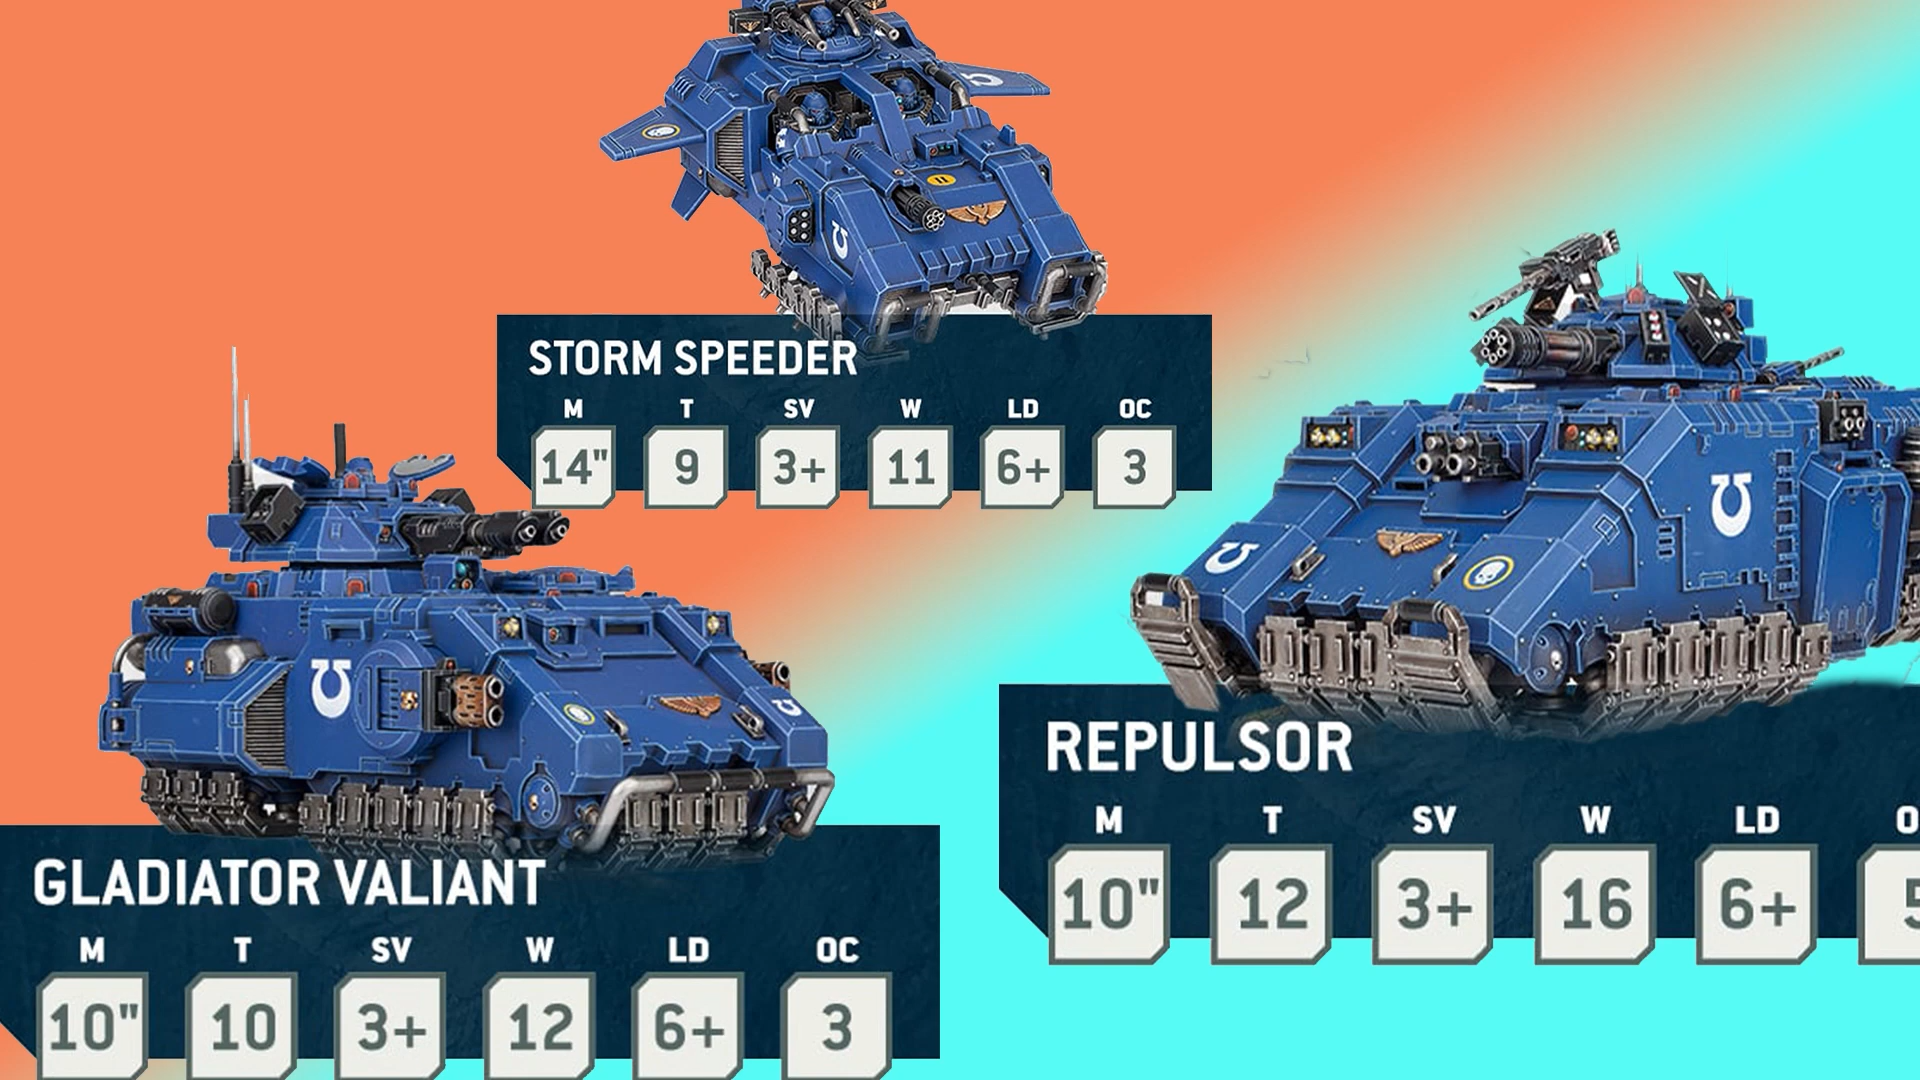 STORM SPEEDER
M T SV W LD OC
14" 9 3+ 11 6+ 3
REPULSOR
M T SV W LD O
10" 12 3+ 16 6+ 5
GLADIATOR VALIANT
M T SV W LD OC
10" 10 3+ 12 6+ 3